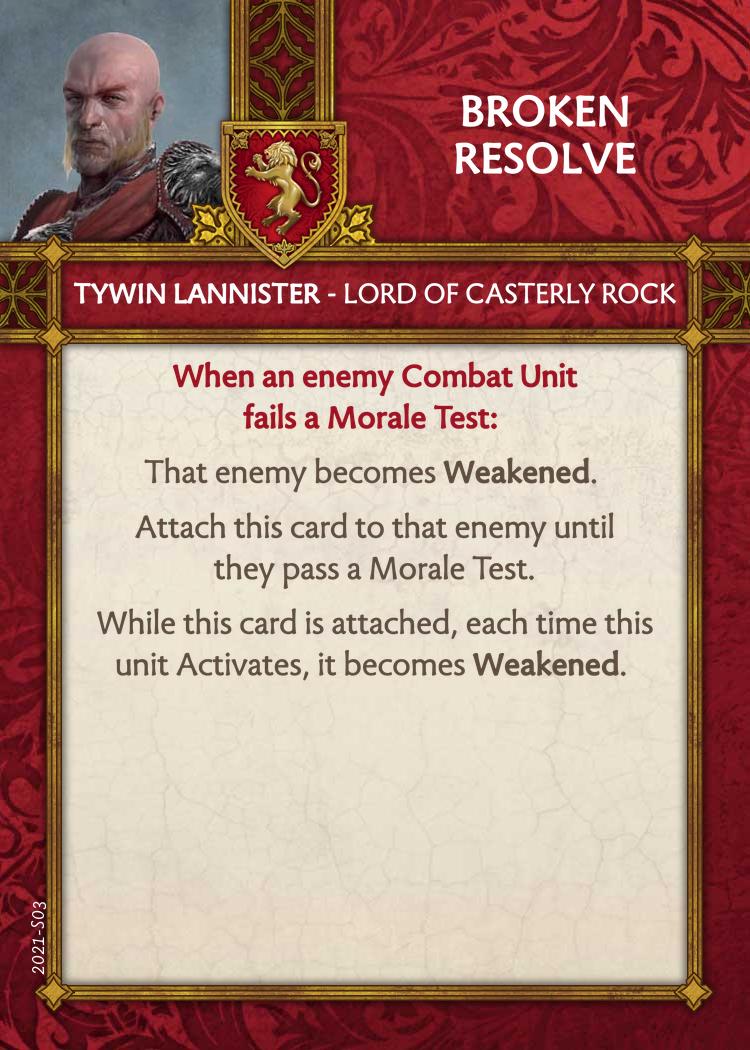 BROKEN
RESOLVE
TYWIN LANNISTER - LORD OF CASTERLY ROCK
When an enemy Combat Unit
fails a Morale Test:
That enemy becomes Weakened.
Attach this card to that enemy until
they pass a Morale Test.
While this card is attached, each time this
unit Activates, it becomes Weakened.
2021-S03